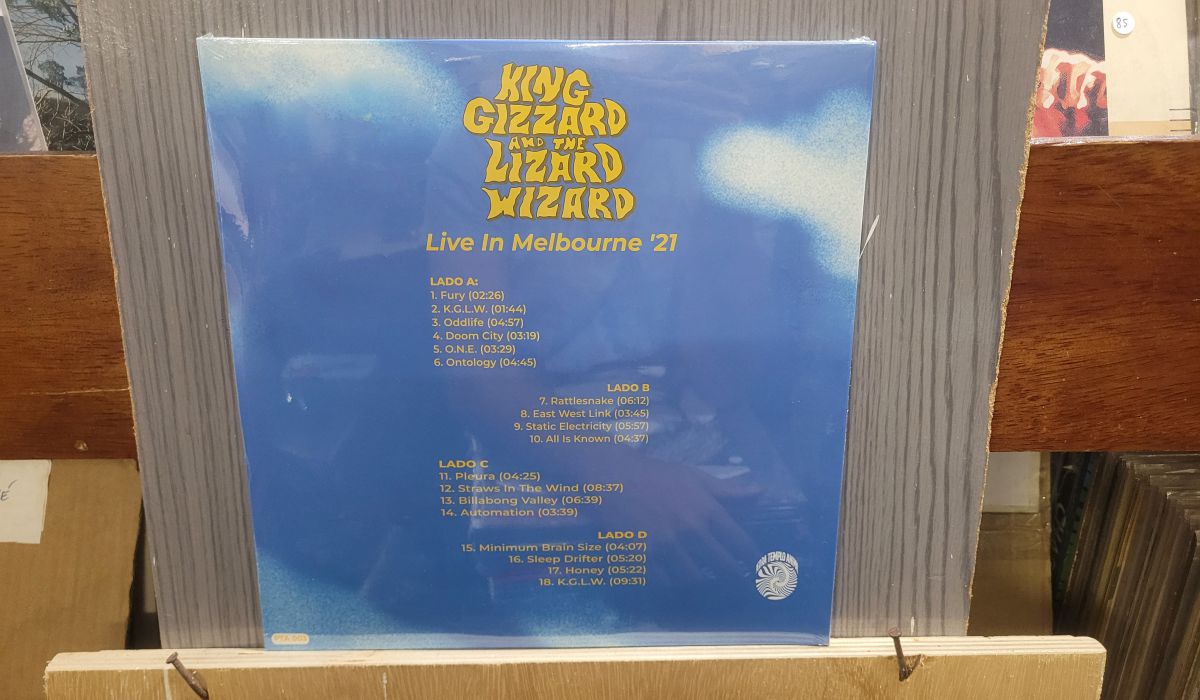 85
KING
GIZZARD
AND THE
LIZARD
WIZARD
Live In Melbourne '21
LADO A:
1. Fury (02:26)
2. K.G.L.W. (01:44)
3. Oddlife (04:57)
4. Doom City (03:19)
5. O.N.E. (03:29)
6. Ontology (04:45)
LADO B
7. Rattlesnake (06:12)
8. East West Link (03:45)
9. Static Electricity (05:57)
10. All Is Known (04:37)
LADO C
11. Pleura (04:25)
12. Straws In The Wind (08:37)
13. Billabong Valley (06:39)
14. Automation (03:39)
LADO D
15. Minimum Brain Size (04:07)
16. Sleep Drifter (05:20)
17. Honey (05:22)
18. K.G.L.W. (09:31)